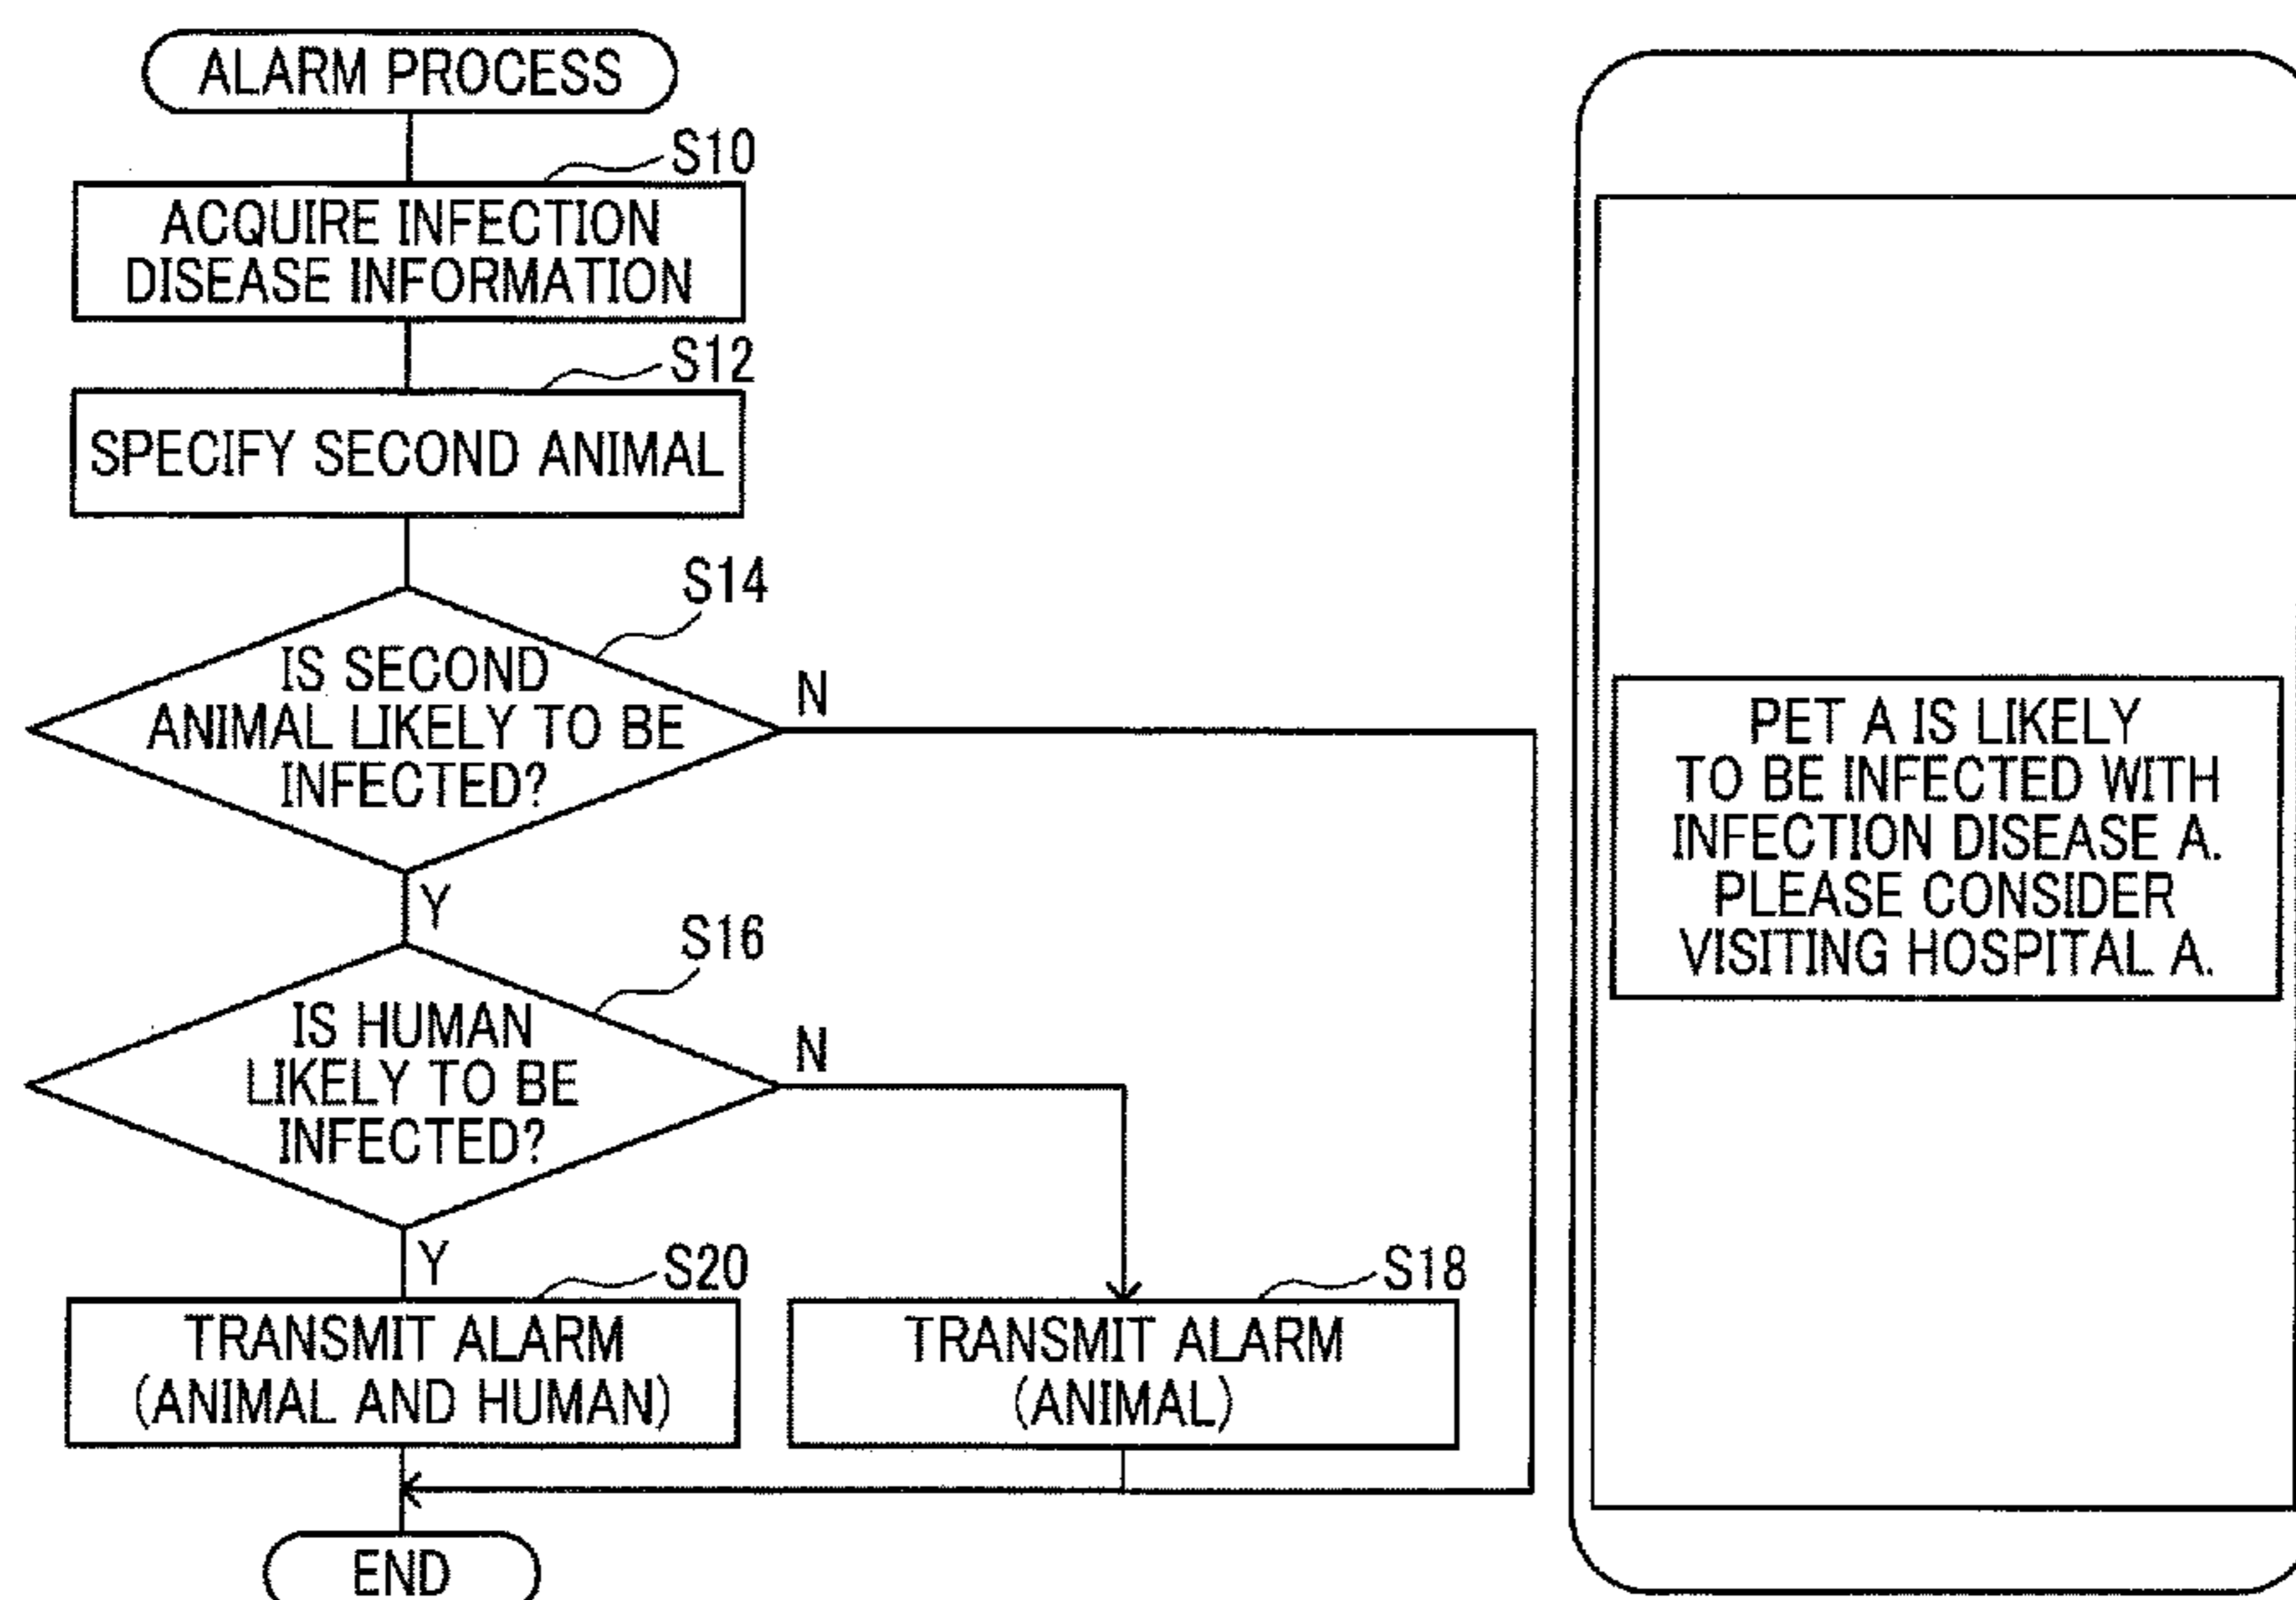 ALARM PROCESS
S10
ACQUIRE INFECTION
DISEASE INFORMATION
S12
SPECIFY SECOND ANIMAL
S14
IS SECOND
ANIMAL LIKELY TO BE
INFECTED?
N
Y
S16
IS HUMAN
LIKELY TO BE
INFECTED?
N
Y
S20
TRANSMIT ALARM
(ANIMAL AND HUMAN)
S18
TRANSMIT ALARM
(ANIMAL)
END
PET A IS LIKELY
TO BE INFECTED WITH
INFECTION DISEASE A.
PLEASE CONSIDER
VISITING HOSPITAL A.